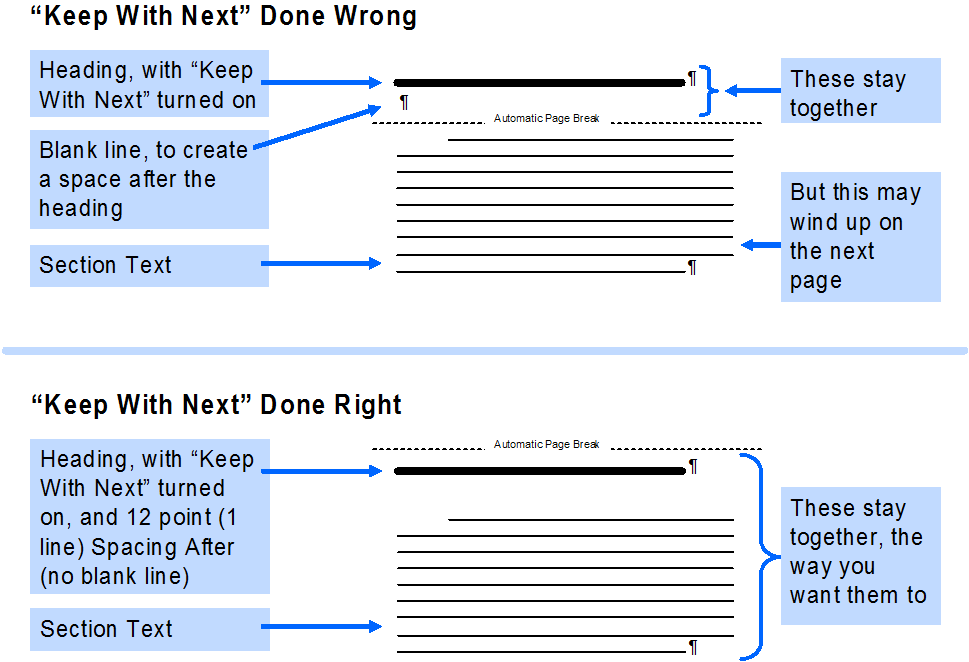 “Keep With Next” Done Wrong
Heading, with “Keep
With Next” turned on
¶
These stay
together
¶
Automatic Page Break
Blank line, to create
a space after the
heading
But this may
wind up on
the next
page
Section Text
¶
“Keep With Next” Done Right
Automatic Page Break
Heading, with “Keep
With Next” turned
on, and 12 point (1
line) Spacing After
(no blank line)
¶
These stay
together, the
way you
want them to
Section Text
¶